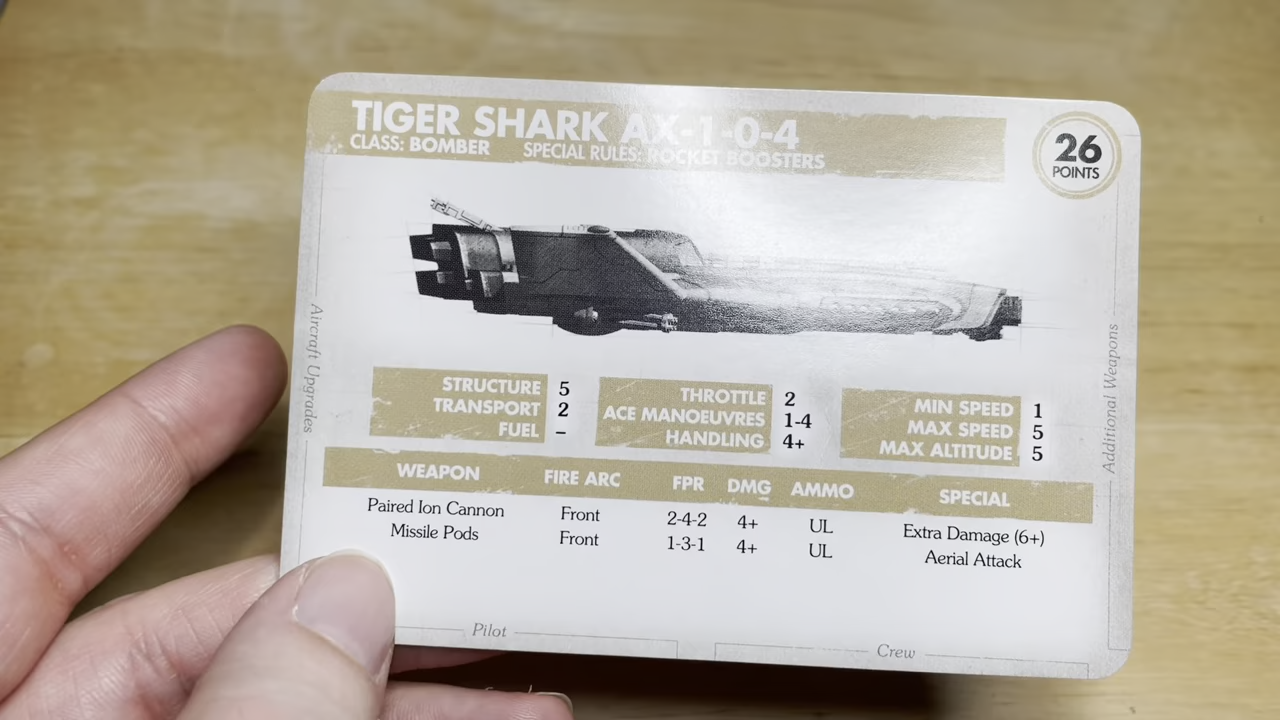 TIGER SHARK AX-1-0-4
CLASS: BOMBER SPECIAL RULES: ROCKET BOOSTERS
26
POINTS
Aircraft Upgrades
Additional Weapons
STRUCTURE 5
TRANSPORT 2
FUEL –
THROTTLE 2
ACE MANOEUVRES 1-4
HANDLING 4+
MIN SPEED 1
MAX SPEED 5
MAX ALTITUDE 5
WEAPON FIRE ARC FPR DMG AMMO SPECIAL
Paired Ion Cannon Front 2-4-2 4+ UL Extra Damage (6+)
Missile Pods Front 1-3-1 4+ UL Aerial Attack
Pilot
Crew